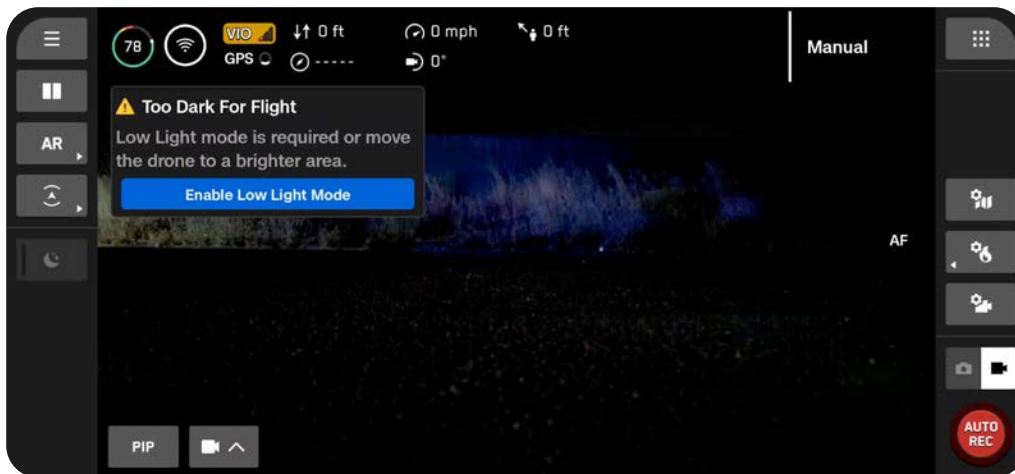 78
VIO
GPS
↓↑ 0 ft
-----
0 mph
0°
0 ft
Manual
AR
Too Dark For Flight
Low Light mode is required or move
the drone to a brighter area.
Enable Low Light Mode
AF
PIP
AUTO
REC